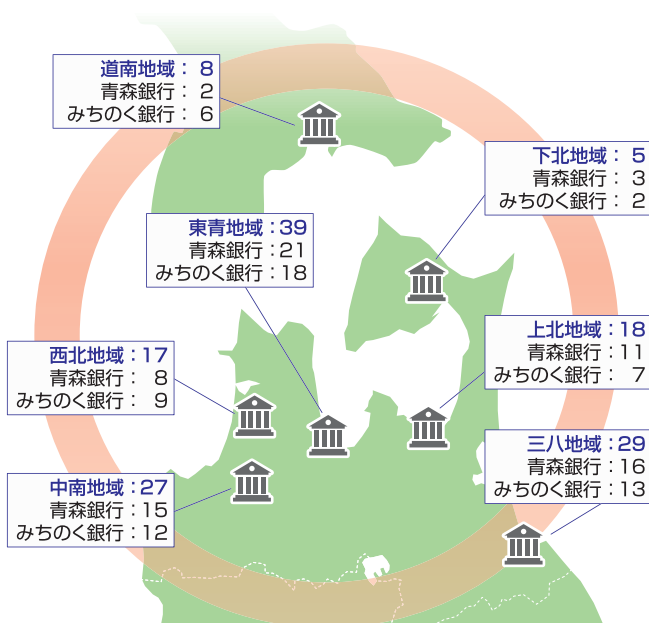 道南地域： 8
青森銀行： 2
みちのく銀行： 6
下北地域： 5
青森銀行： 3
みちのく銀行： 2
東青地域：39
青森銀行：21
みちのく銀行：18
上北地域：18
青森銀行：11
みちのく銀行： 7
西北地域：17
青森銀行： 8
みちのく銀行： 9
三八地域：29
青森銀行：16
みちのく銀行：13
中南地域：27
青森銀行：15
みちのく銀行：12